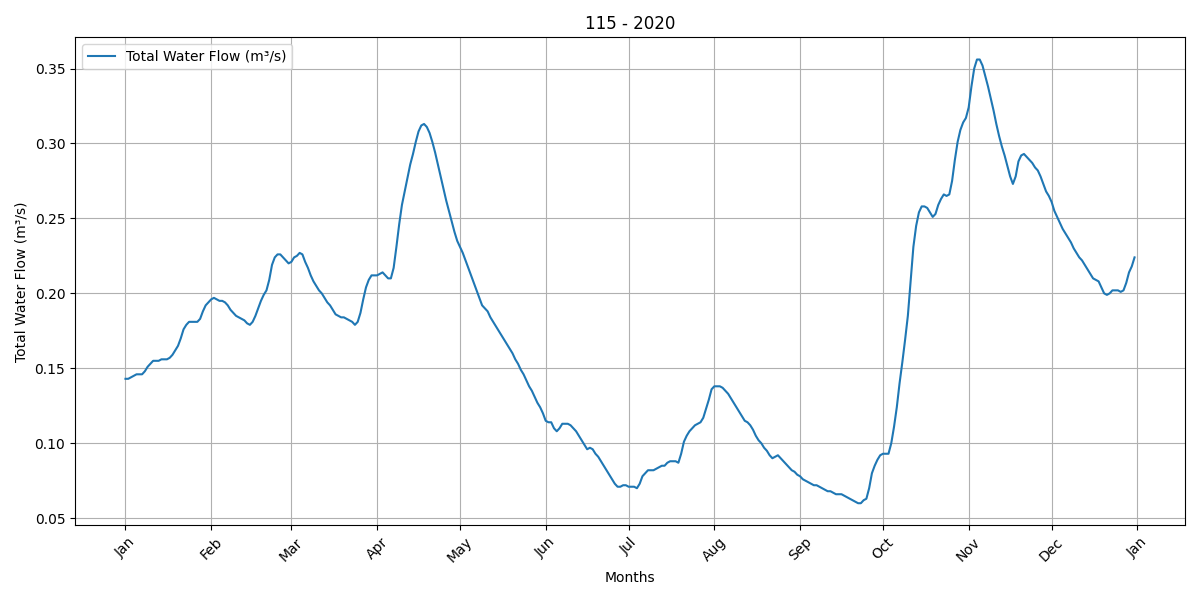 115 - 2020
Total Water Flow (m³/s)
Total Water Flow (m³/s)
0.35
0.30
0.25
0.20
0.15
0.10
0.05
Jan
Feb
Mar
Apr
May
Jun
Jul
Aug
Sep
Oct
Nov
Dec
Jan
Months